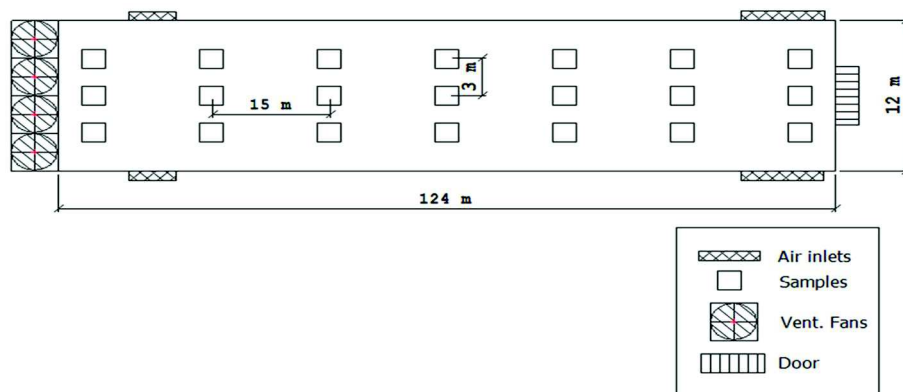 3 m
15 m
12 m
124 m
Air inlets
Samples
Vent. Fans
Door